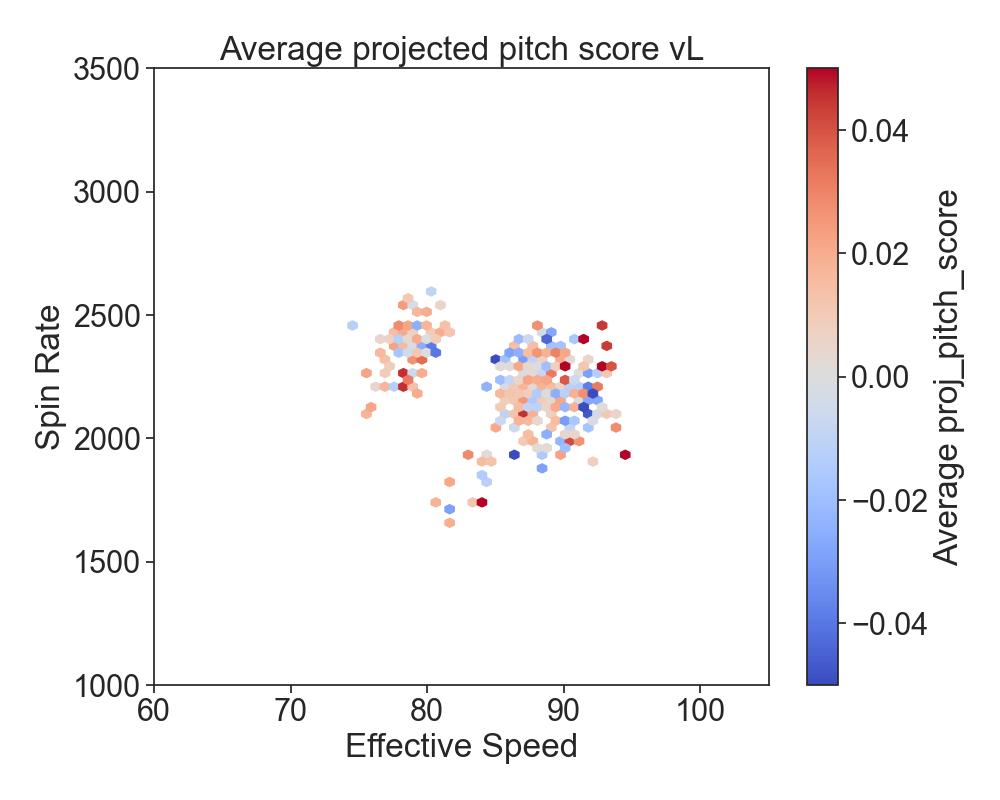 Average projected pitch score vL
3500
3000
2500
2000
1500
1000
Spin Rate
60 70 80 90 100
Effective Speed
0.04
0.02
0.00
−0.02
−0.04
Average proj_pitch_score